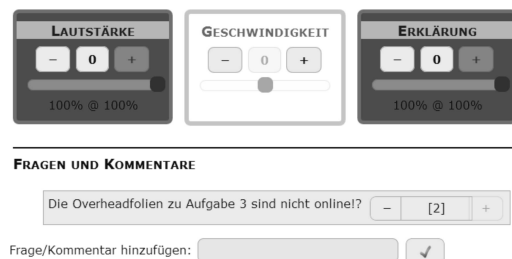 Lautstärke Geschwindigkeit Erklärung
− 0 + − 0 + − 0 +
100% @ 100% 100% @ 100%
Fragen und Kommentare
Die Overheadfolien zu Aufgabe 3 sind nicht online!? − [2] +
Frage/Kommentar hinzufügen: